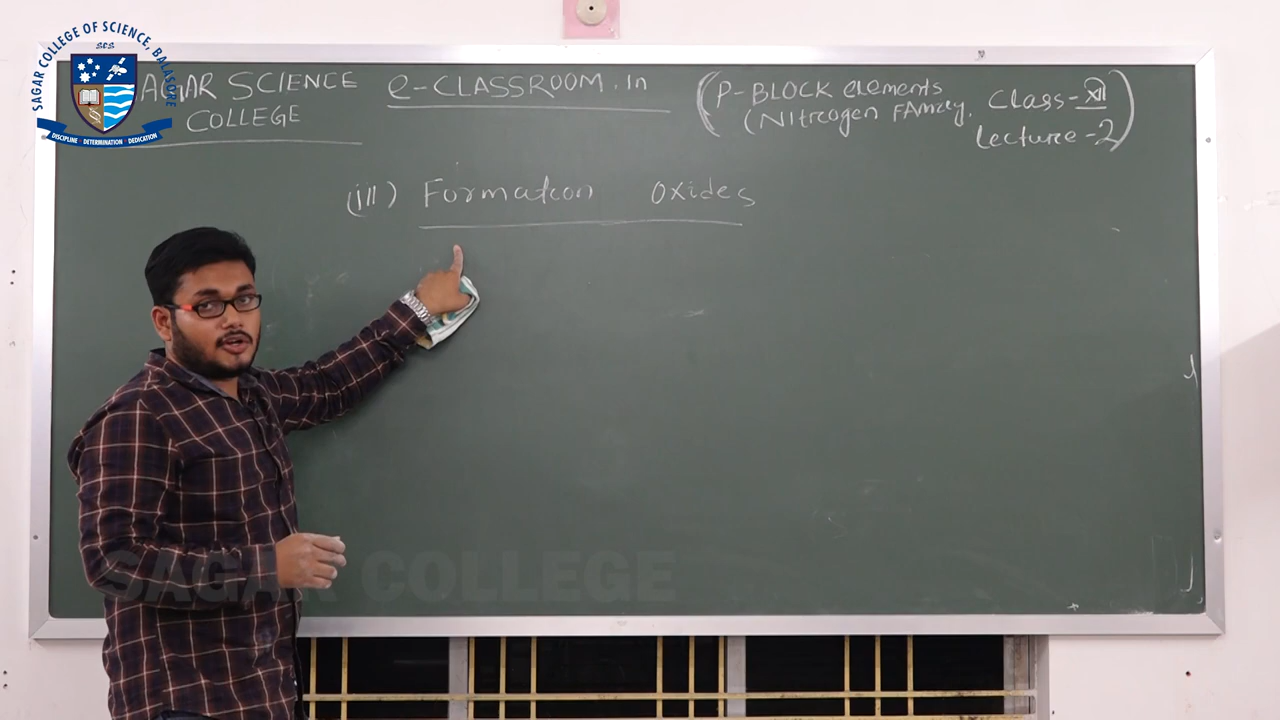 SAGAR COLLEGE OF SCIENCE, BALASORE
SCS
DISCIPLINE DETERMINATION DEDICATION
AGAR SCIENCE
COLLEGE
e-CLASSROOM.In
(P-BLOCK elements
(Nitrogen FAMILY.
Class-XII
Lecture-2)
(iii) Formation Oxides
SAGAR COLLEGE